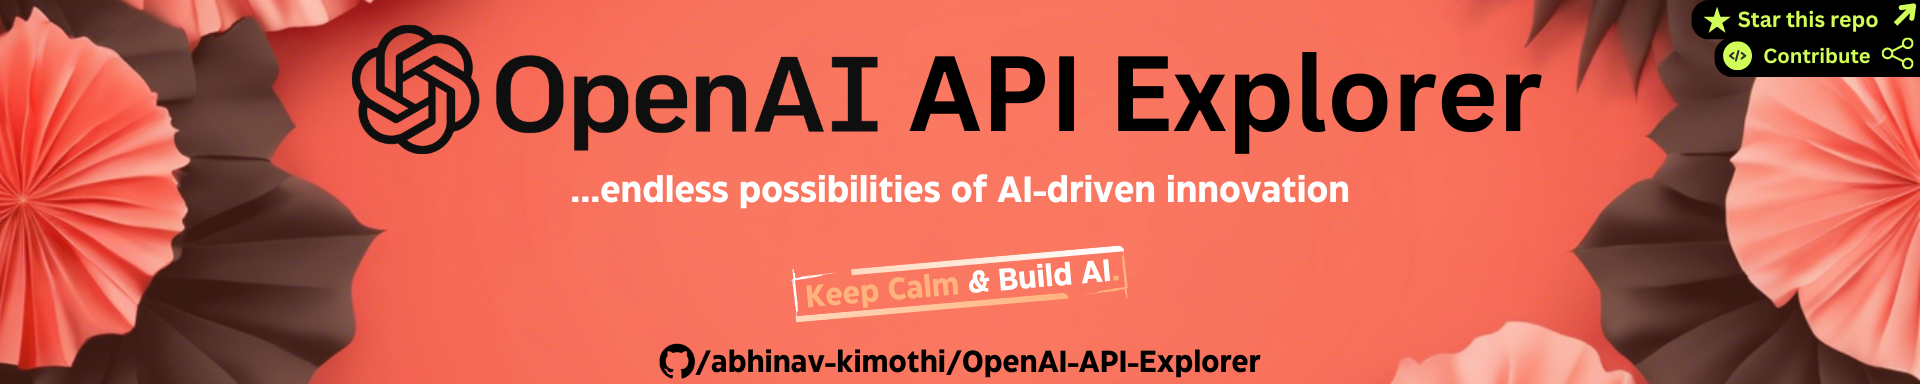 Star this repo
Contribute
OpenAI API Explorer
...endless possibilities of AI-driven innovation
Keep Calm & Build AI.
/abhinav-kimothi/OpenAI-API-Explorer